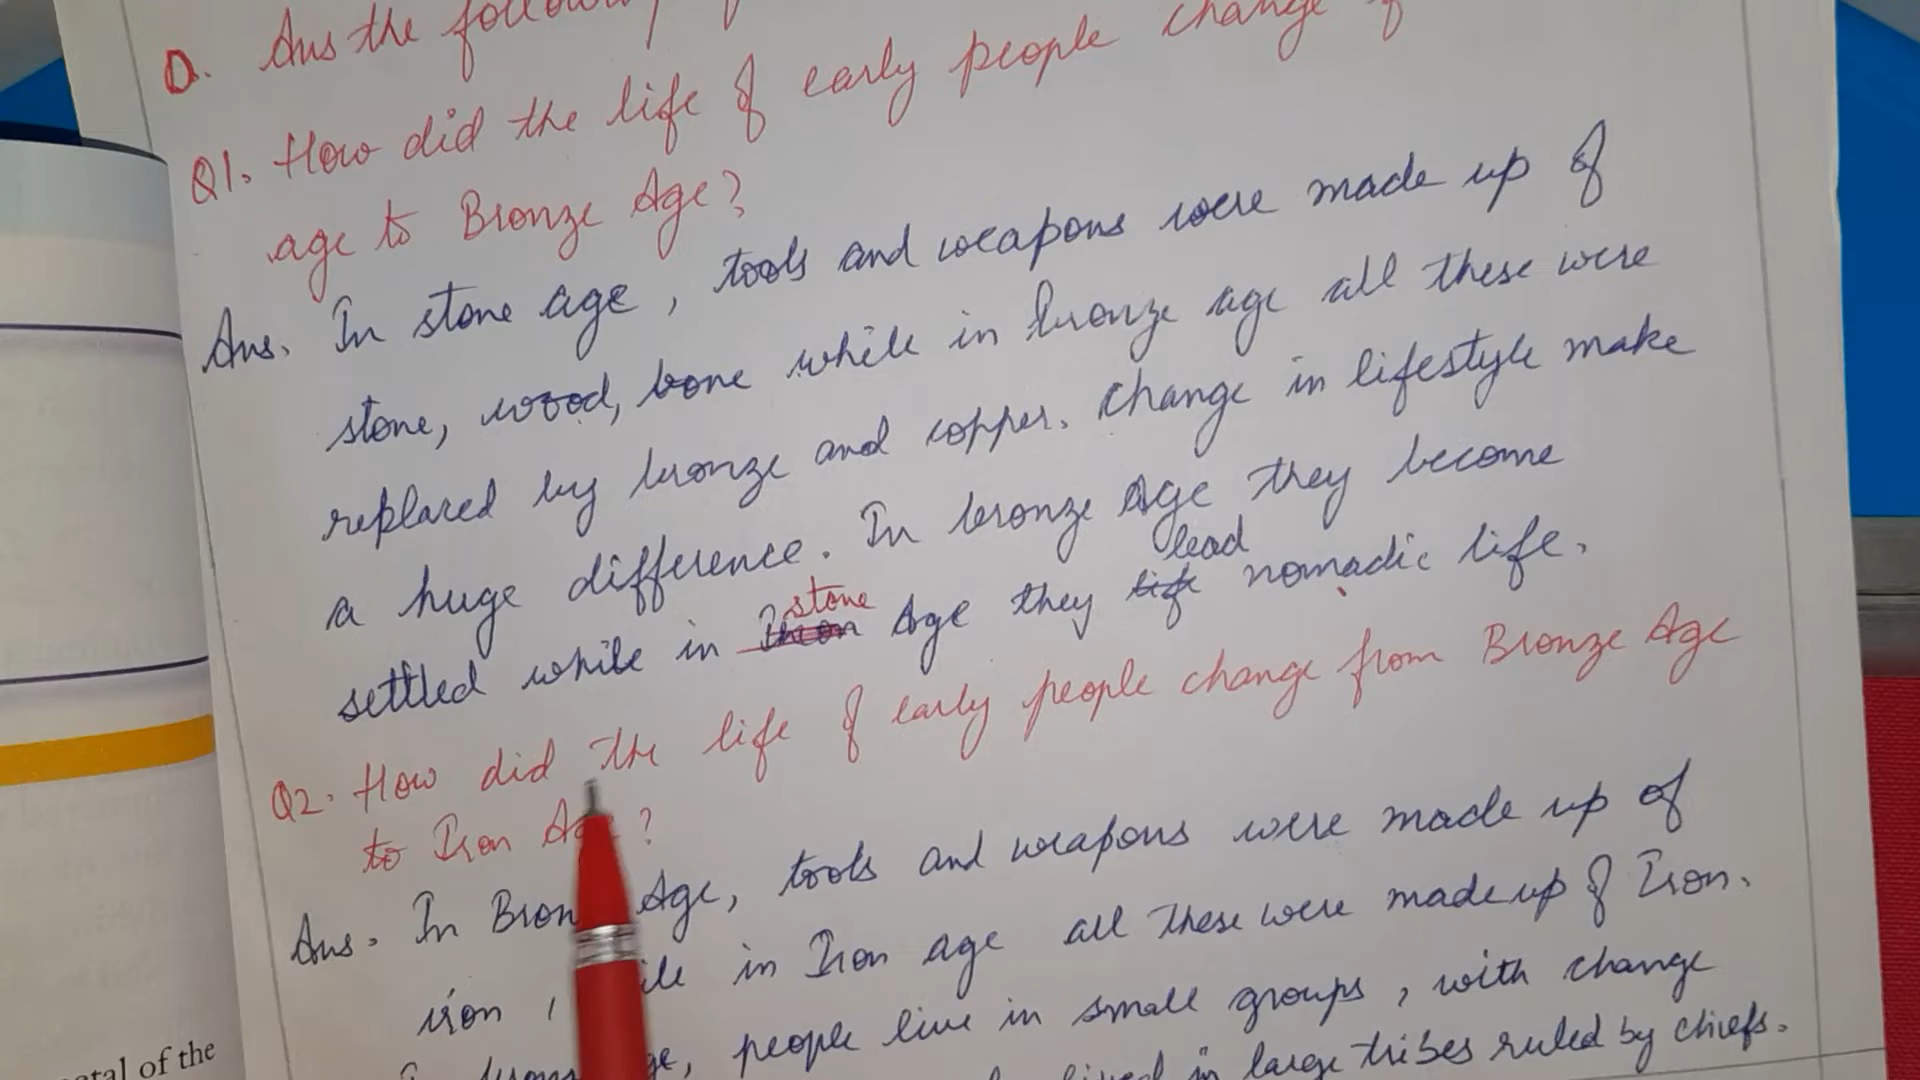 D. Ans the
Q1. How did the life of early people change
age to Bronze Age?
Ans. In stone age, tools and weapons were made up of
stone, wood, bone while in bronze age all these were
replaced by bronze and copper. Change in lifestyle make
a huge difference. In bronze Age they become
settled while in stone Age they lead nomadic life.
Q2. How did the life of early people change from Bronze Age
to Iron ?
Ans. In Age, tools and weapons were made up of
iron, in Iron age all these were made up of Iron.
people live in small groups, with change
in large tribes ruled by chiefs.
of the